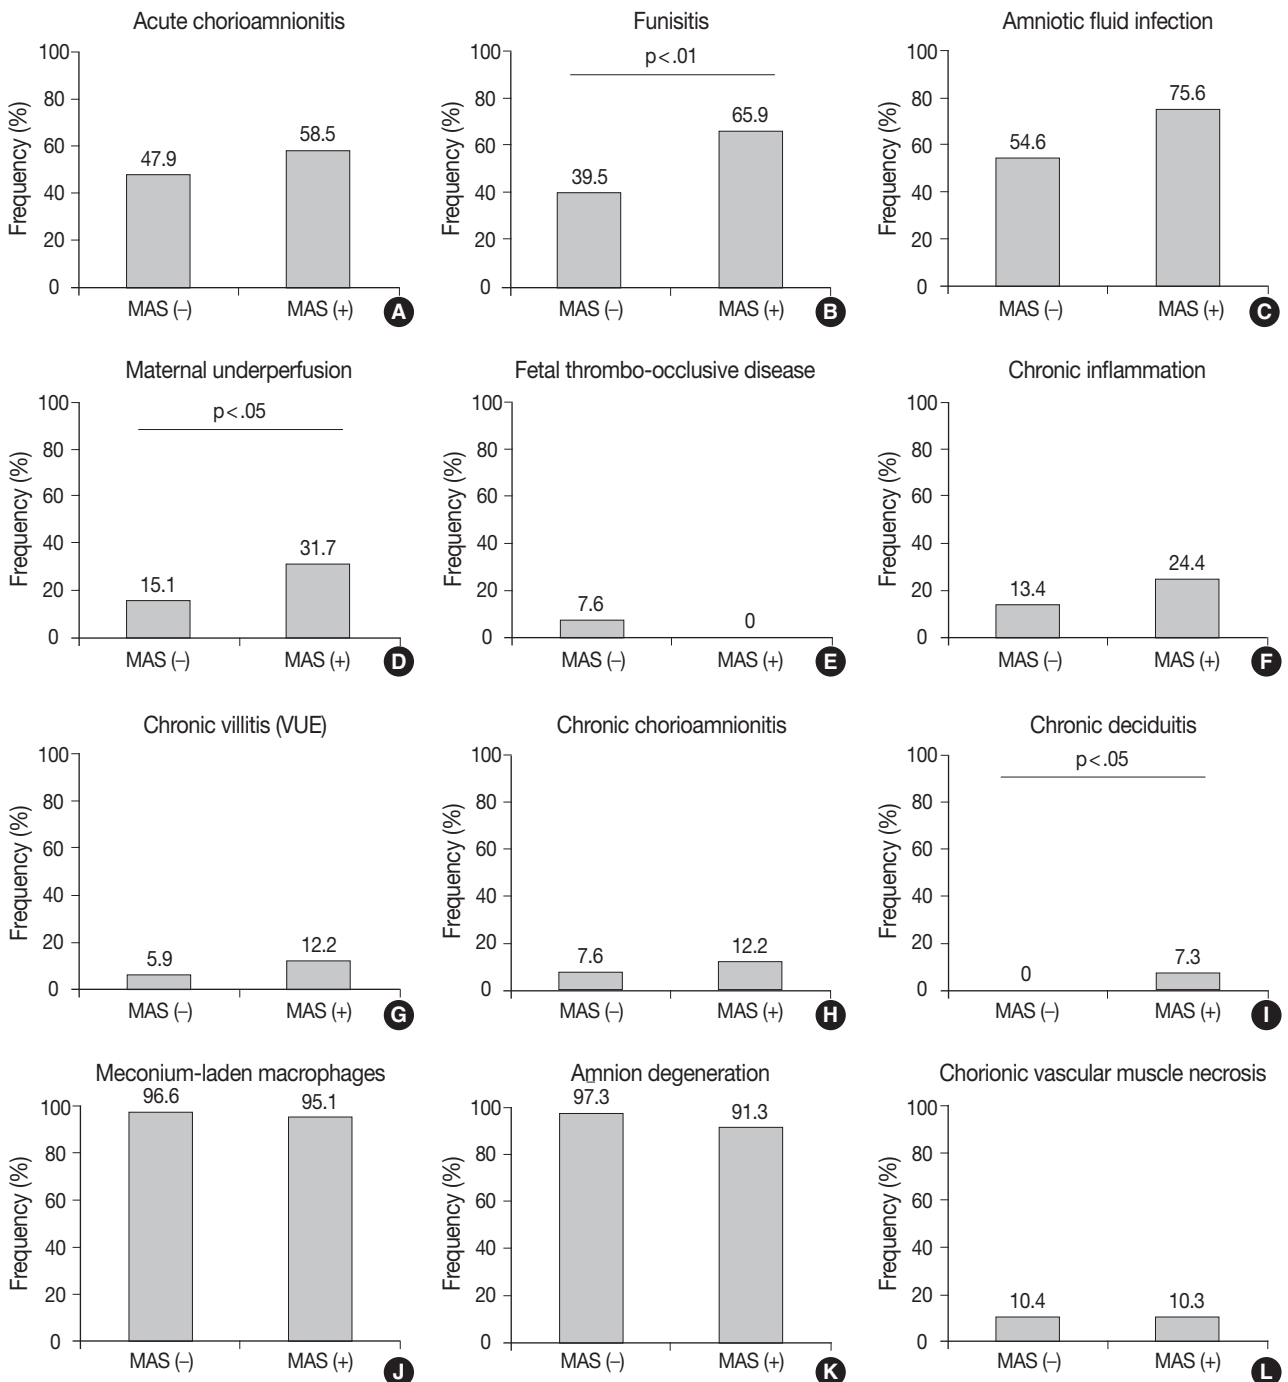 Acute chorioamnionitis
Frequency (%)
100
80
60
40
20
0
47.9
58.5
MAS (–)
MAS (+)
A
Funisitis
Frequency (%)
100
80
60
40
20
0
p<.01
39.5
65.9
MAS (–)
MAS (+)
B
Amniotic fluid infection
Frequency (%)
100
80
60
40
20
0
54.6
75.6
MAS (–)
MAS (+)
C
Maternal underperfusion
Frequency (%)
100
80
60
40
20
0
p<.05
15.1
31.7
MAS (–)
MAS (+)
D
Fetal thrombo-occlusive disease
Frequency (%)
100
80
60
40
20
0
7.6
0
MAS (–)
MAS (+)
E
Chronic inflammation
Frequency (%)
100
80
60
40
20
0
13.4
24.4
MAS (–)
MAS (+)
F
Chronic villitis (VUE)
Frequency (%)
100
80
60
40
20
0
5.9
12.2
MAS (–)
MAS (+)
G
Chronic chorioamnionitis
Frequency (%)
100
80
60
40
20
0
7.6
12.2
MAS (–)
MAS (+)
H
Chronic deciduitis
Frequency (%)
100
80
60
40
20
0
p<.05
0
7.3
MAS (–)
MAS (+)
I
Meconium-laden macrophages
Frequency (%)
100
80
60
40
20
0
96.6
95.1
MAS (–)
MAS (+)
J
Amnion degeneration
Frequency (%)
100
80
60
40
20
0
97.3
91.3
MAS (–)
MAS (+)
K
Chorionic vascular muscle necrosis
Frequency (%)
100
80
60
40
20
0
10.4
10.3
MAS (–)
MAS (+)
L